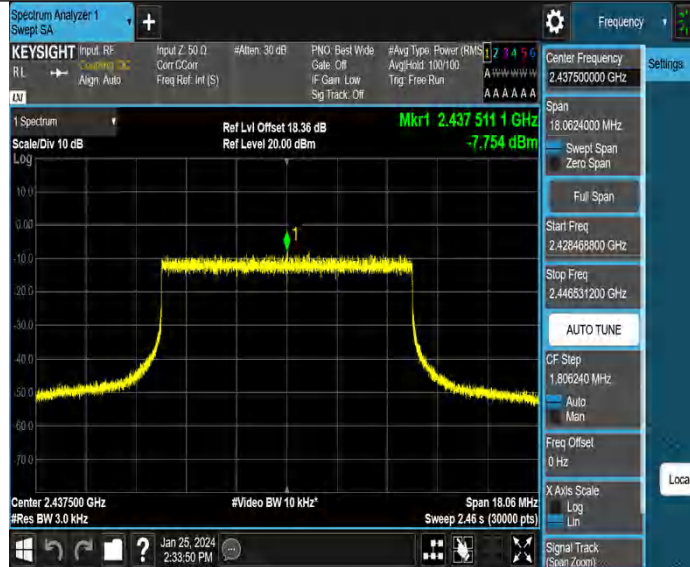 Spectrum Analyzer 1
Swept SA
+
Frequency
KEYSIGHT
RL
Input: RF
Coupling: DC
Align: Auto
Input Z: 50 Ω
Corr CCorr
Freq Ref: Int (S)
#Atten: 30 dB
PNO: Best Wide
Gate: Off
IF Gain: Low
Sig Track: Off
#Avg Type: Power (RMS
Avg|Hold: 100/100
Trig: Free Run
1 2 3 4 5 6
A W W W W W
A A A A A A
LXI
1 Spectrum
Scale/Div 10 dB
Ref Lvl Offset 18.36 dB
Ref Level 20.00 dBm
Mkr1 2.437 511 1 GHz
-7.754 dBm
Log
10.0
0.00
-10.0
-20.0
-30.0
-40.0
-50.0
-60.0
-70.0
1
Center 2.437500 GHz
#Res BW 3.0 kHz
#Video BW 10 kHz*
Span 18.06 MHz
Sweep 2.46 s (30000 pts)
Center Frequency
2.437500000 GHz
Settings
Span
18.0624000 MHz
Swept Span
Zero Span
Full Span
Start Freq
2.428468800 GHz
Stop Freq
2.446531200 GHz
AUTO TUNE
CF Step
1.806240 MHz
Auto
Man
Freq Offset
0 Hz
X Axis Scale
Log
Lin
Loca
Signal Track
(Span Zoom)
?
Jan 25, 2024
2:33:50 PM